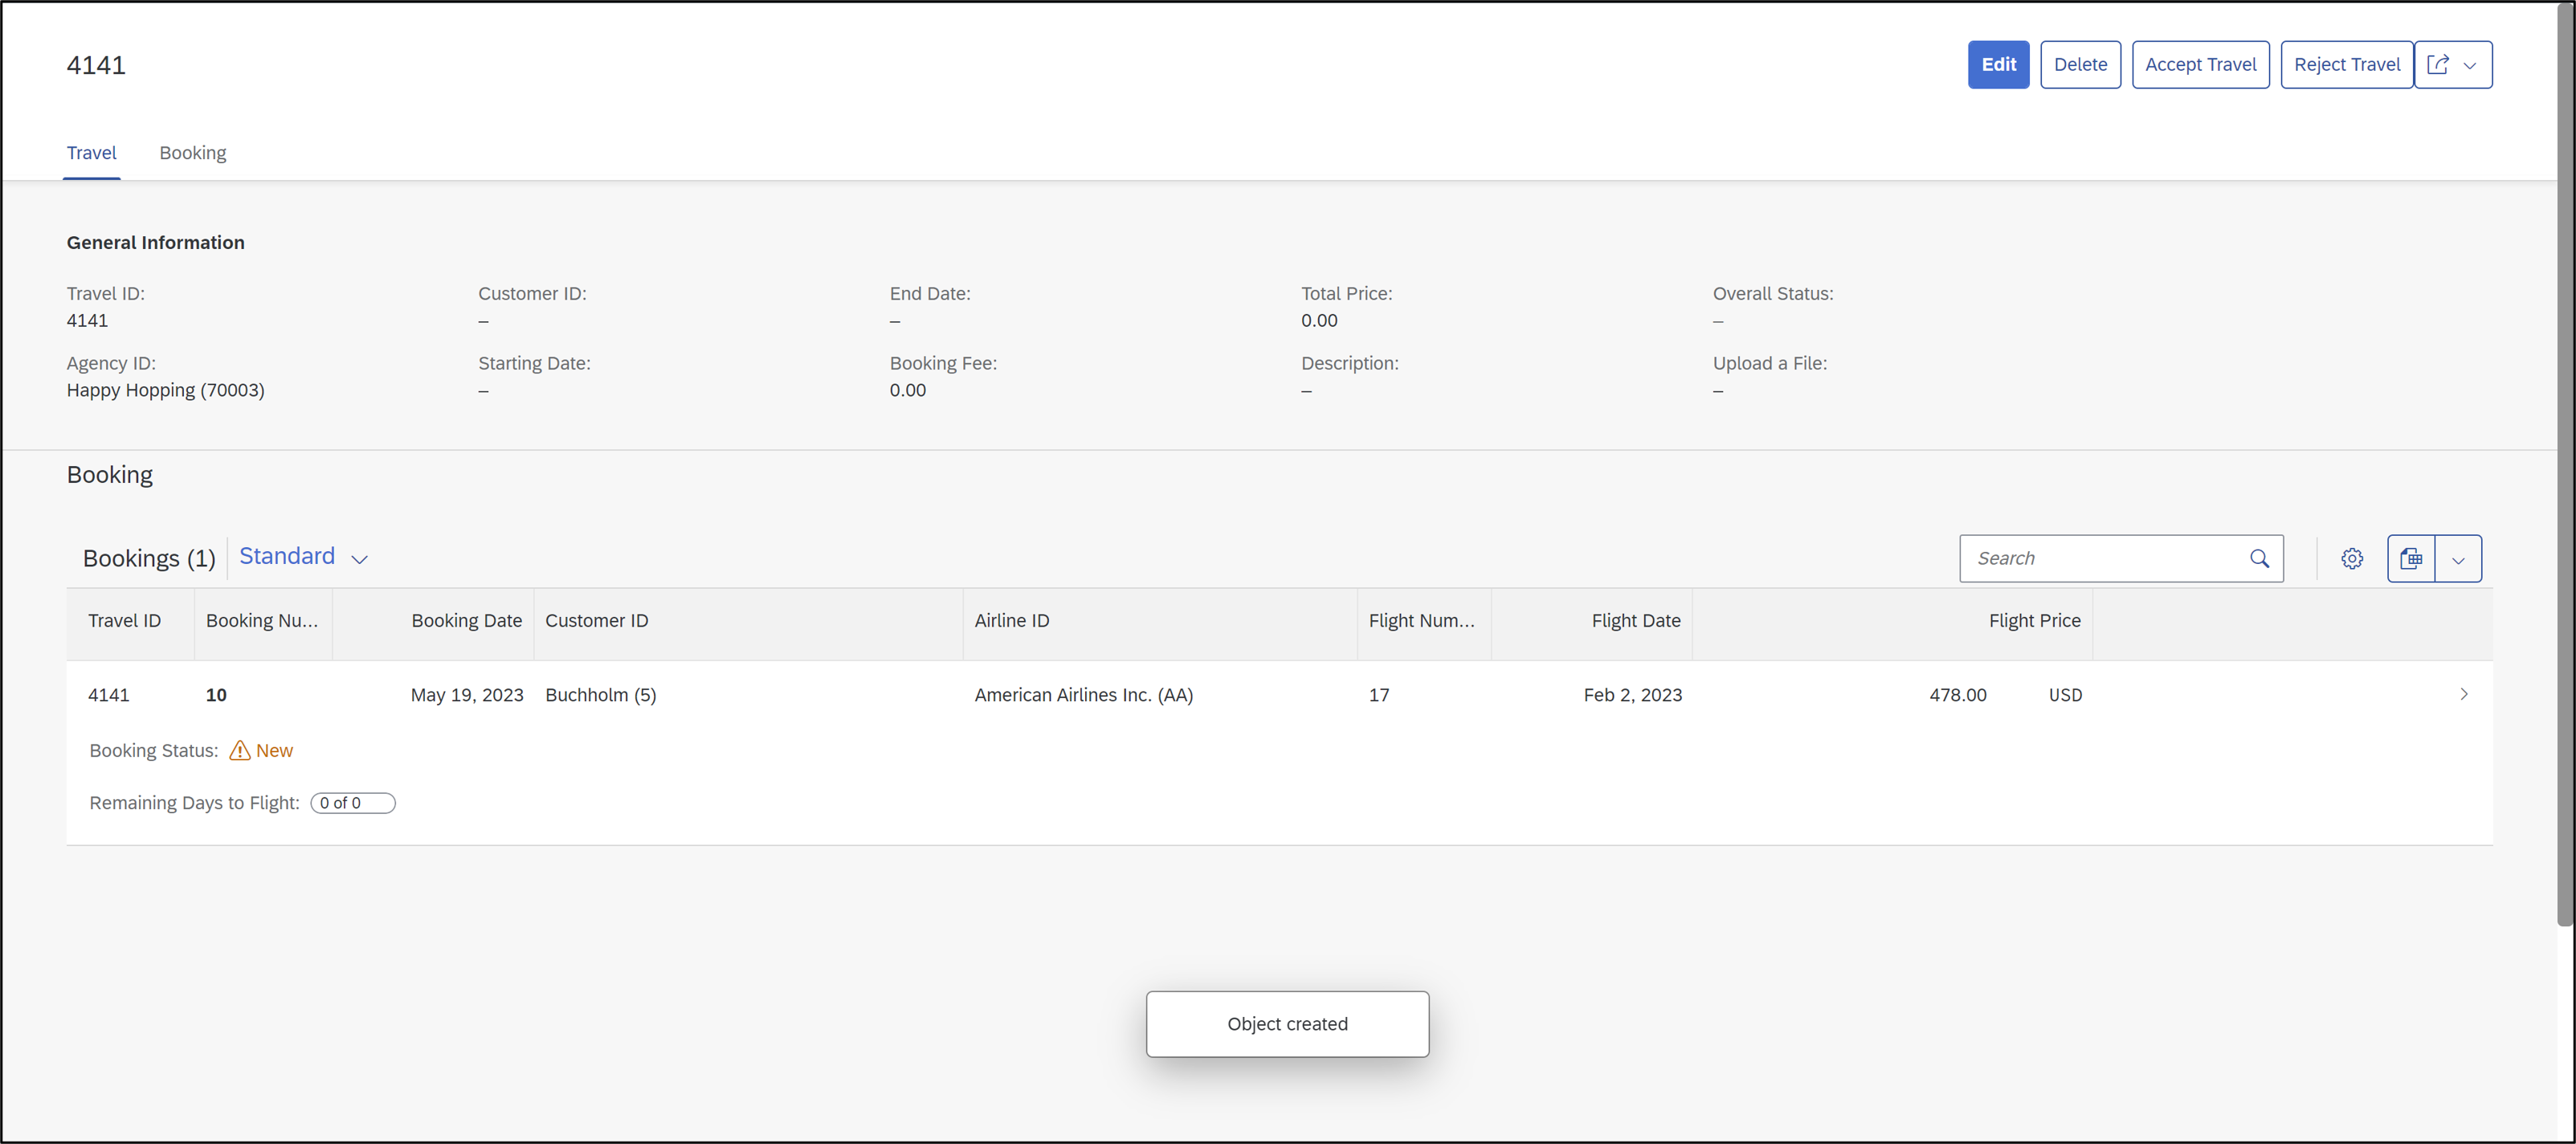 4141
Edit Delete Accept Travel Reject Travel
Travel Booking
General Information
Travel ID: Customer ID: End Date: Total Price: Overall Status:
4141 – – 0.00 –
Agency ID: Starting Date: Booking Fee: Description: Upload a File:
Happy Hopping (70003) – 0.00 – –
Booking
Bookings (1) Standard Search
Travel ID Booking Nu... Booking Date Customer ID Airline ID Flight Num... Flight Date Flight Price
4141 10 May 19, 2023 Buchholm (5) American Airlines Inc. (AA) 17 Feb 2, 2023 478.00 USD
Booking Status: New
Remaining Days to Flight: 0 of 0
Object created